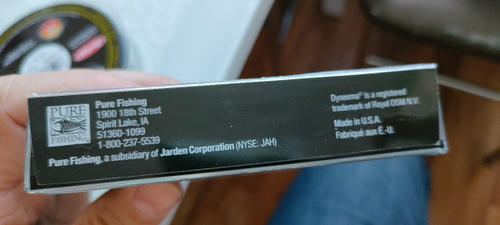 PURE
FISHING
Pure Fishing
1900 18th Street
Spirit Lake, IA
51360-1099
1-800-237-5539
Pure Fishing, a subsidiary of Jarden Corporation (NYSE: JAH)
Dyneema® is a registered
trademark of Royal DSM N.V.
Made in U.S.A.
Fabriqué aux É.-U.